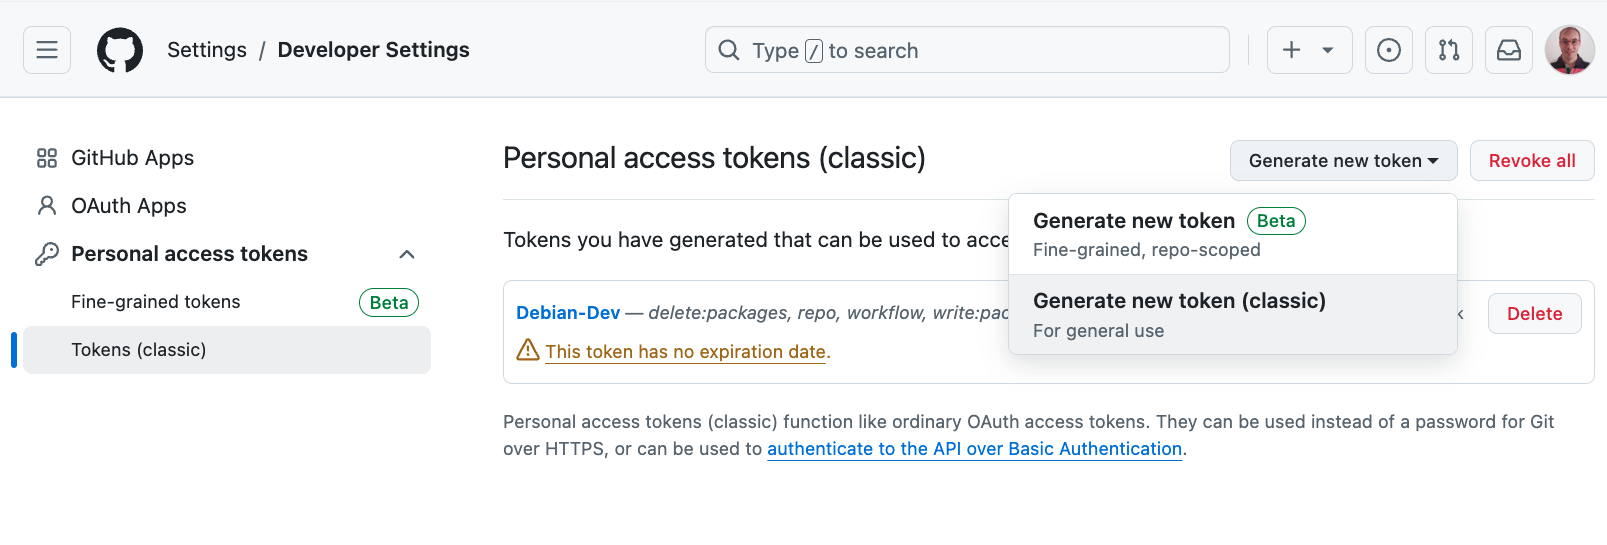 Settings / Developer Settings
Type / to search
GitHub Apps
OAuth Apps
Personal access tokens
Fine-grained tokens Beta
Tokens (classic)
Personal access tokens (classic)
Generate new token
Revoke all
Generate new token Beta
Fine-grained, repo-scoped
Generate new token (classic)
For general use
Tokens you have generated that can be used to acce
Debian-Dev — delete:packages, repo, workflow, write:pac
k
Delete
This token has no expiration date.
Personal access tokens (classic) function like ordinary OAuth access tokens. They can be used instead of a password for Git
over HTTPS, or can be used to authenticate to the API over Basic Authentication.